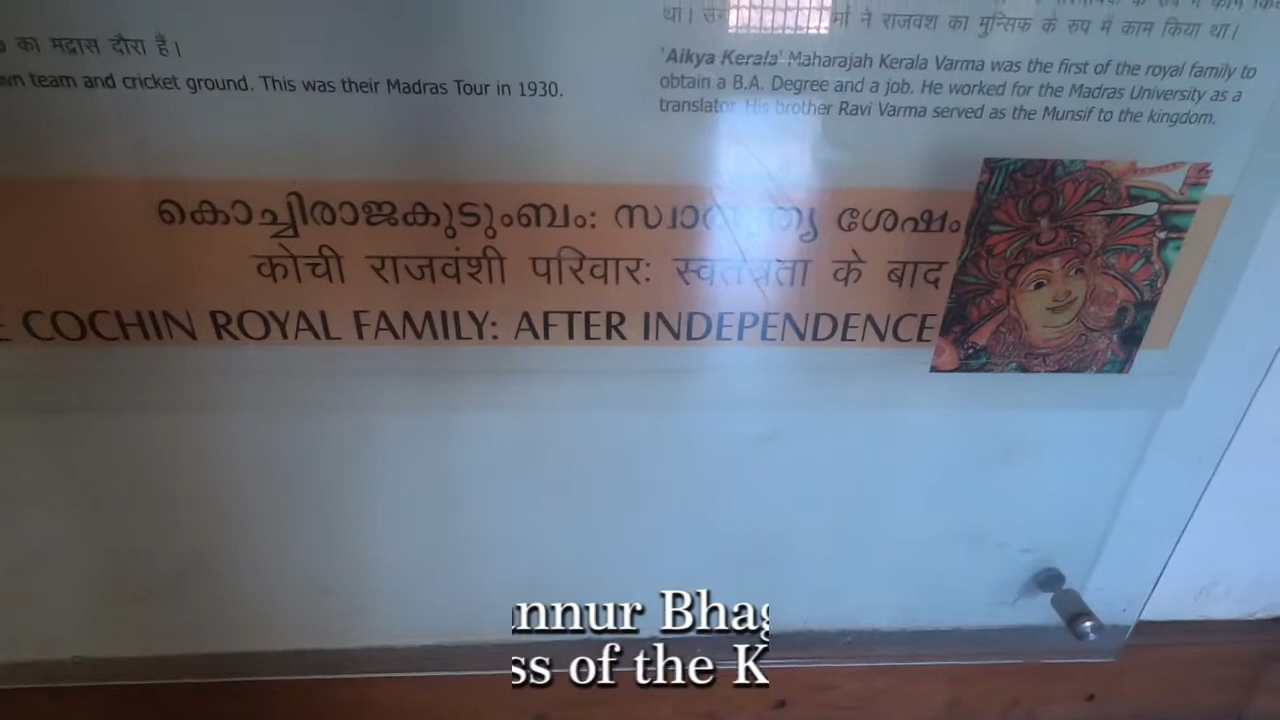 का मद्रास दौरा हैं।
team and cricket ground. This was their Madras Tour in 1930.
था। ने राजवंश का मुन्सिफ के रुप में काम किया था।
'Aikya Kerala' Maharajah Kerala Varma was the first of the royal family to
obtain a B.A. Degree and a job. He worked for the Madras University as a
translator. His brother Ravi Varma served as the Munsif to the kingdom.
കൊച്ചിരാജകുടുംബം: ശേഷം
कोची राजवंशी परिवारः स्वतंत्रता के बाद
COCHIN ROYAL FAMILY: AFTER INDEPENDENCE
of the K